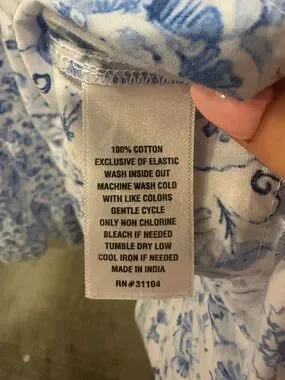 100% COTTON
EXCLUSIVE OF ELASTIC
WASH INSIDE OUT
MACHINE WASH COLD
WITH LIKE COLORS
GENTLE CYCLE
ONLY NON CHLORINE
BLEACH IF NEEDED
TUMBLE DRY LOW
COOL IRON IF NEEDED
MADE IN INDIA
RN#31104